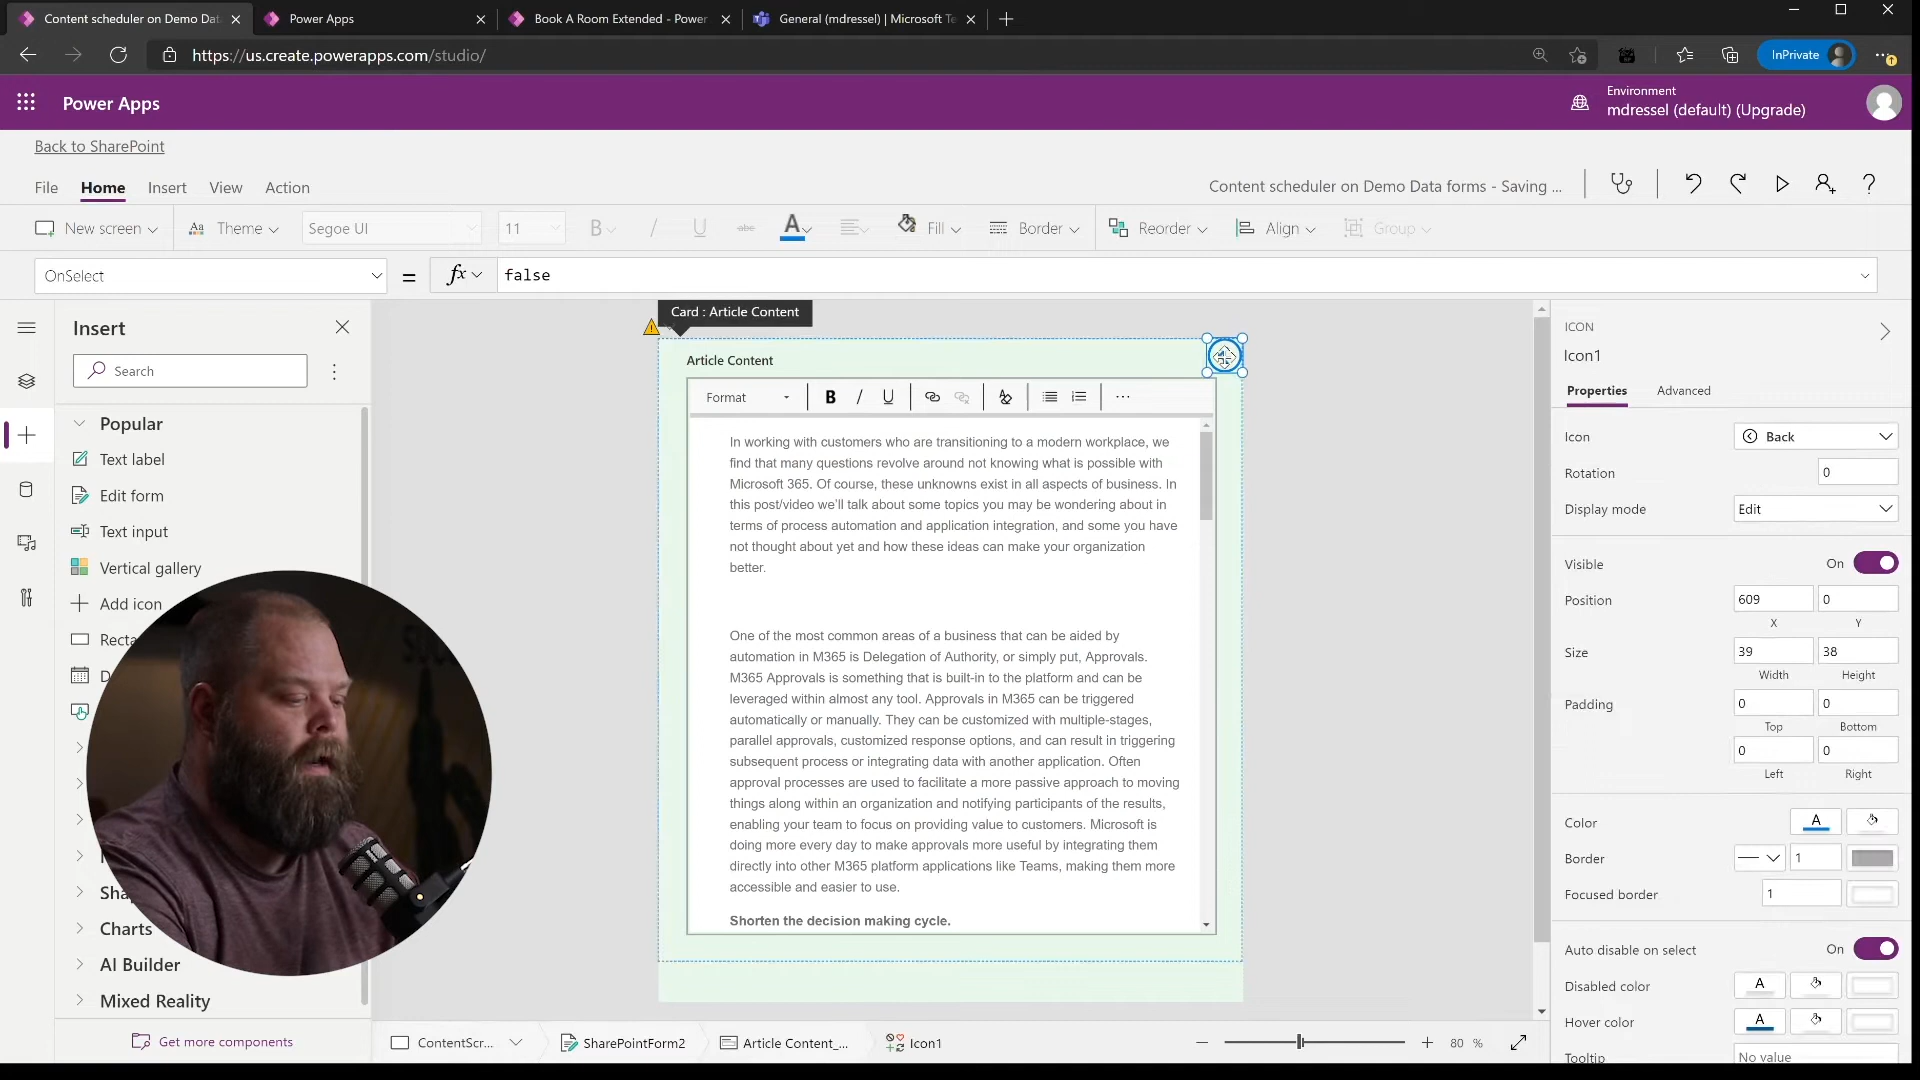 Content scheduler on Demo Dat
Power Apps
Book A Room Extended - Power
General (mdressel) | Microsoft Te
https://us.create.powerapps.com/studio/
InPrivate
Power Apps
Environment
mdressel (default) (Upgrade)
Back to SharePoint
File
Home
Insert
View
Action
Content scheduler on Demo Data forms - Saving ...
New screen
Theme
Segoe UI
11
B
/
U
abc
A
Fill
Border
Reorder
Align
Group
OnSelect
=
fx
false
Insert
Search
Popular
Text label
Edit form
Text input
Vertical gallery
Add icon
Charts
AI Builder
Mixed Reality
Get more components
Card : Article Content
Article Content
Format
B
/
U
...
In working with customers who are transitioning to a modern workplace, we
find that many questions revolve around not knowing what is possible with
Microsoft 365. Of course, these unknowns exist in all aspects of business. In
this post/video we'll talk about some topics you may be wondering about in
terms of process automation and application integration, and some you have
not thought about yet and how these ideas can make your organization
better.
One of the most common areas of a business that can be aided by
automation in M365 is Delegation of Authority, or simply put, Approvals.
M365 Approvals is something that is built-in to the platform and can be
leveraged within almost any tool. Approvals in M365 can be triggered
automatically or manually. They can be customized with multiple-stages,
parallel approvals, customized response options, and can result in triggering
subsequent process or integrating data with another application. Often
approval processes are used to facilitate a more passive approach to moving
things along within an organization and notifying participants of the results,
enabling your team to focus on providing value to customers. Microsoft is
doing more every day to make approvals more useful by integrating them
directly into other M365 platform applications like Teams, making them more
accessible and easier to use.
Shorten the decision making cycle.
ContentScr...
SharePointForm2
Article Content_...
Icon1
80 %
ICON
Icon1
Properties
Advanced
Icon
Back
Rotation
0
Display mode
Edit
Visible
On
Position
609
0
X
Y
Size
39
38
Width
Height
Padding
0
0
Top
Bottom
0
0
Left
Right
Color
A
Border
1
Focused border
1
Auto disable on select
On
Disabled color
A
Hover color
A
Tooltip
No value